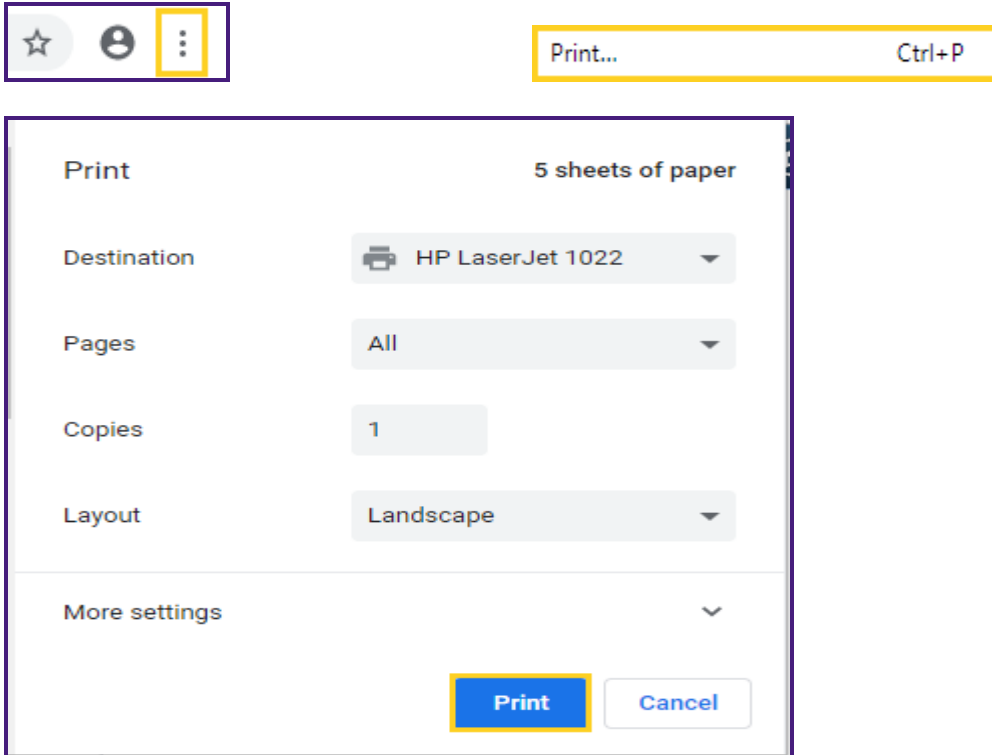 Print... Ctrl+P
Print 5 sheets of paper
Destination HP LaserJet 1022
Pages All
Copies 1
Layout Landscape
More settings
Print Cancel